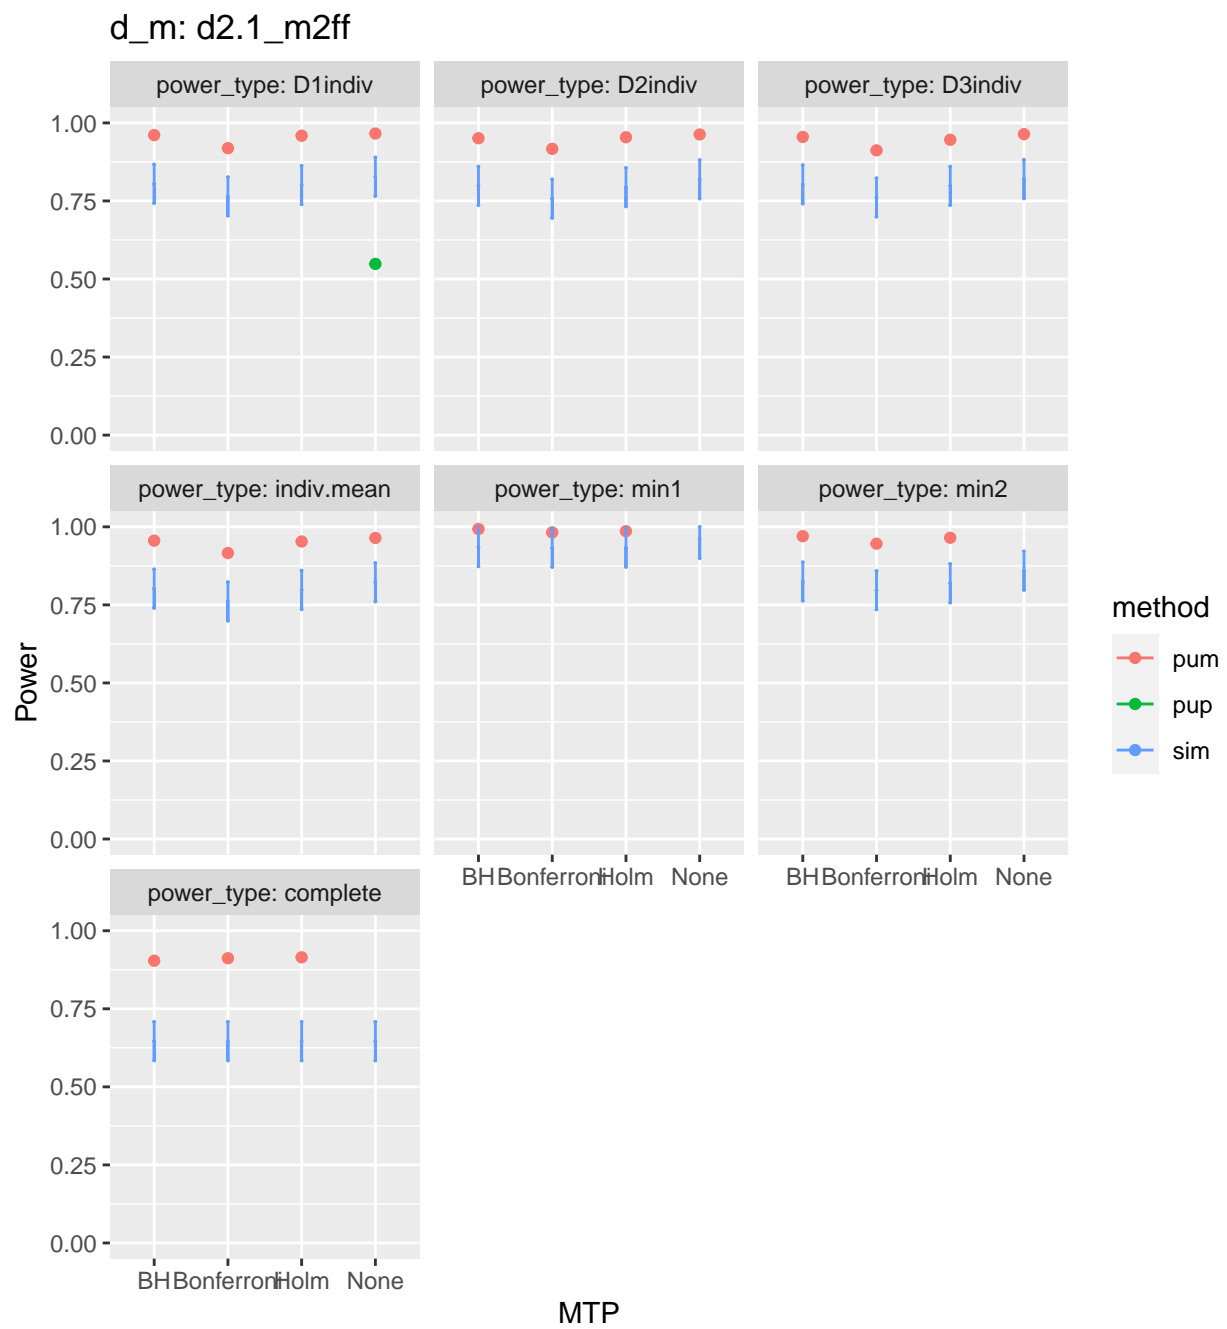 d_m: d2.1_m2ff
power_type: D1indiv
power_type: D2indiv
power_type: D3indiv
1.00
0.75
0.50
0.25
0.00
power_type: indiv.mean
power_type: min1
power_type: min2
1.00
0.75
0.50
0.25
0.00
BH Bonferroni Holm None
BH Bonferroni Holm None
power_type: complete
1.00
0.75
0.50
0.25
0.00
BH Bonferroni Holm None
MTP
Power
method
pum
pup
sim